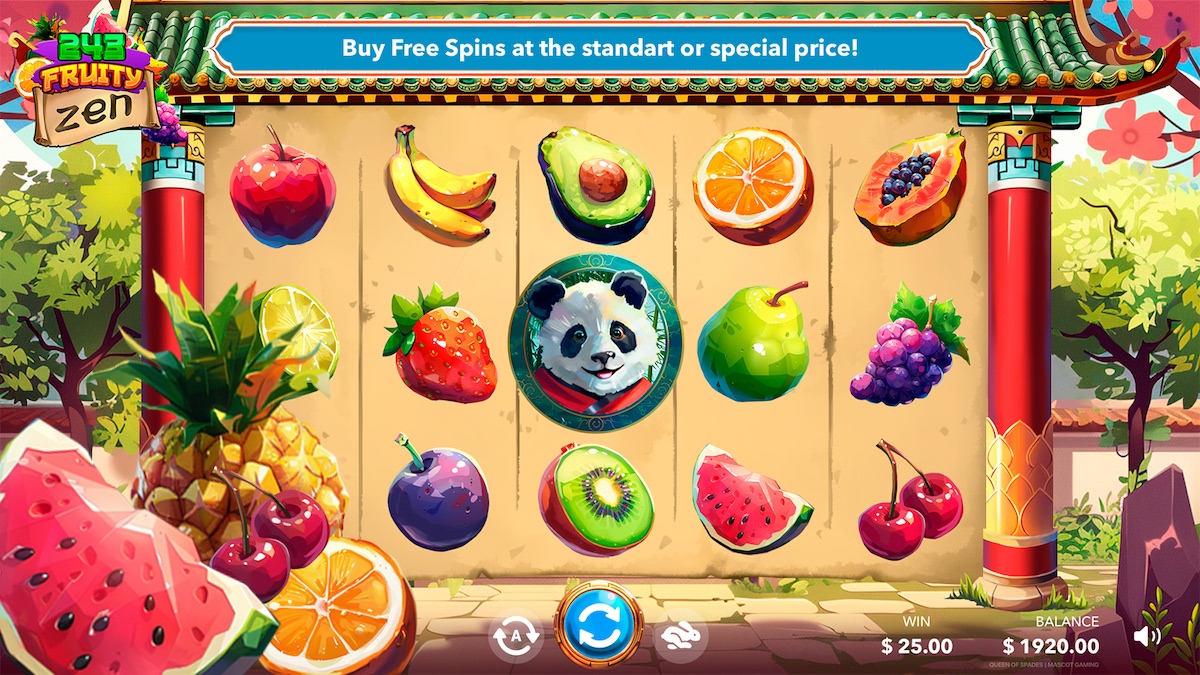 Buy Free Spins at the standart or special price!
243
FRUITY
zen
A
WIN
$ 25.00
BALANCE
$ 1920.00
QUEEN OF SPADES | MASCOT GAMING